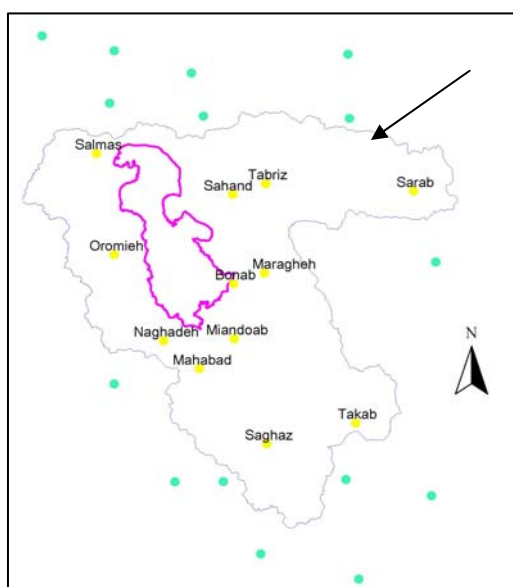 Salmas
Tabriz
Sahand
Sarab
Oromieh
Maragheh
Bonab
Naghadeh
Miandoab
Mahabad
Takab
Saghaz
N